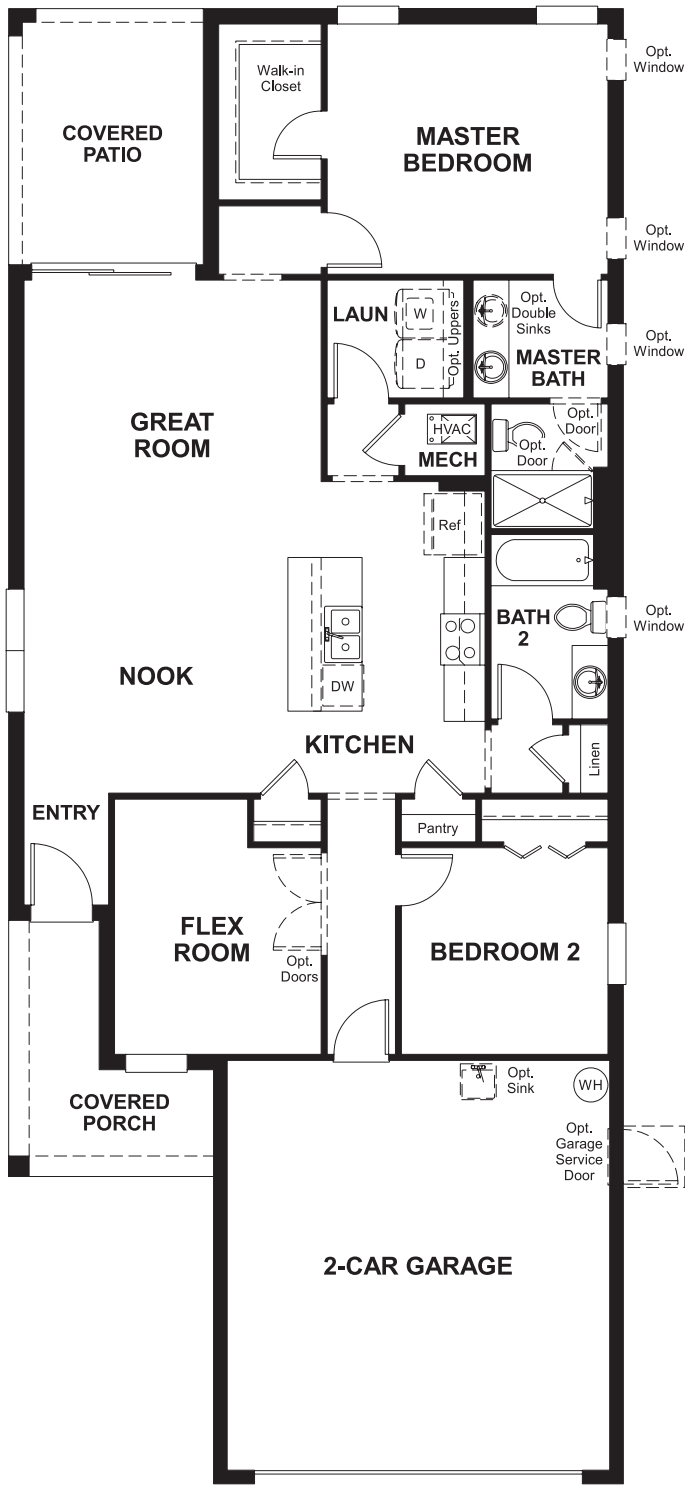 Opt.
Window
Walk-in
Closet
COVERED
PATIO
MASTER
BEDROOM
Opt.
Window
LAUN
W
D
Opt. Uppers
Opt.
Double
Sinks
MASTER
BATH
Opt.
Window
GREAT
ROOM
HVAC
MECH
Opt.
Door
Opt.
Door
Ref
BATH
2
Opt.
Window
NOOK
DW
KITCHEN
Linen
ENTRY
Pantry
FLEX
ROOM
Opt.
Doors
BEDROOM 2
COVERED
PORCH
Opt.
Sink
WH
Opt.
Garage
Service
Door
2-CAR GARAGE